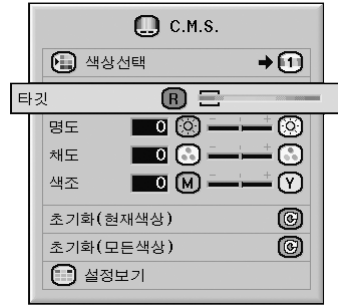 C.M.S.
색상선택 1
타깃 R
명도 0
채도 0
색조 0 M Y
초기화(현재색상)
초기화(모든색상)
설정보기